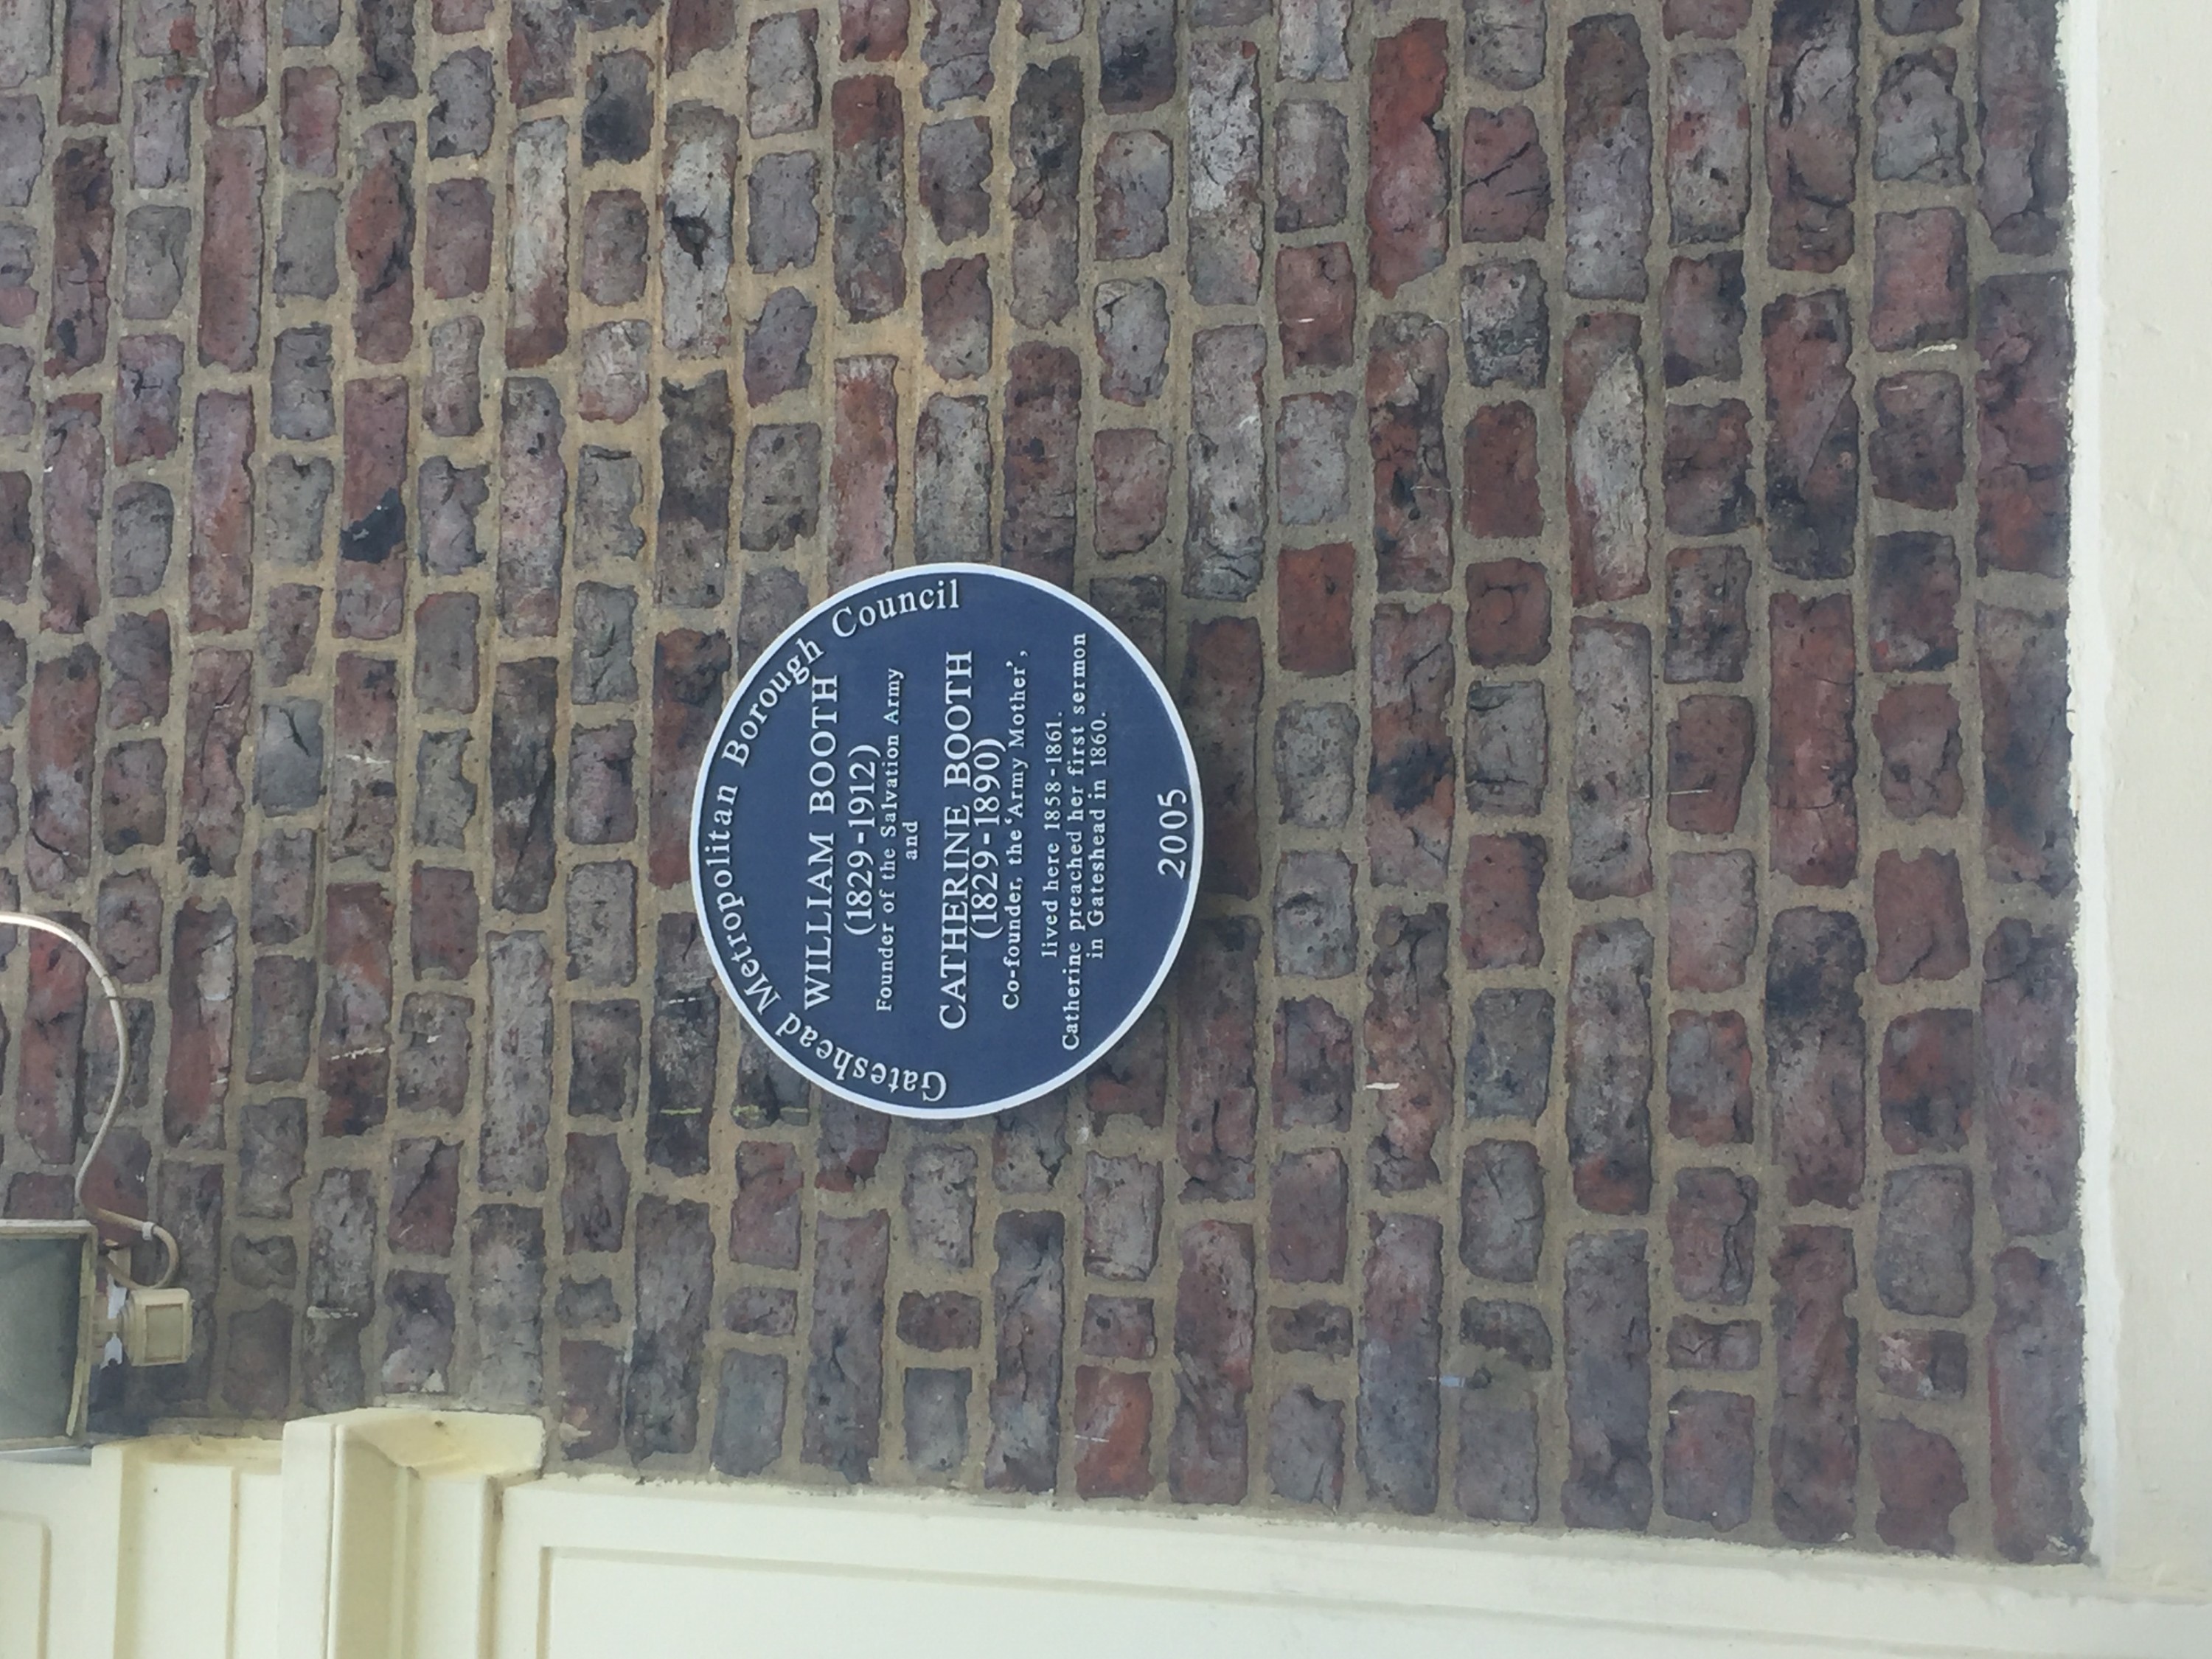 Gateshead Metropolitan Borough Council
WILLIAM BOOTH
(1829-1912)
Founder of the Salvation Army
and
CATHERINE BOOTH
(1829-1890)
Co-founder, the 'Army Mother',
lived here 1858-1861.
Catherine preached her first sermon
in Gateshead in 1860.
2005